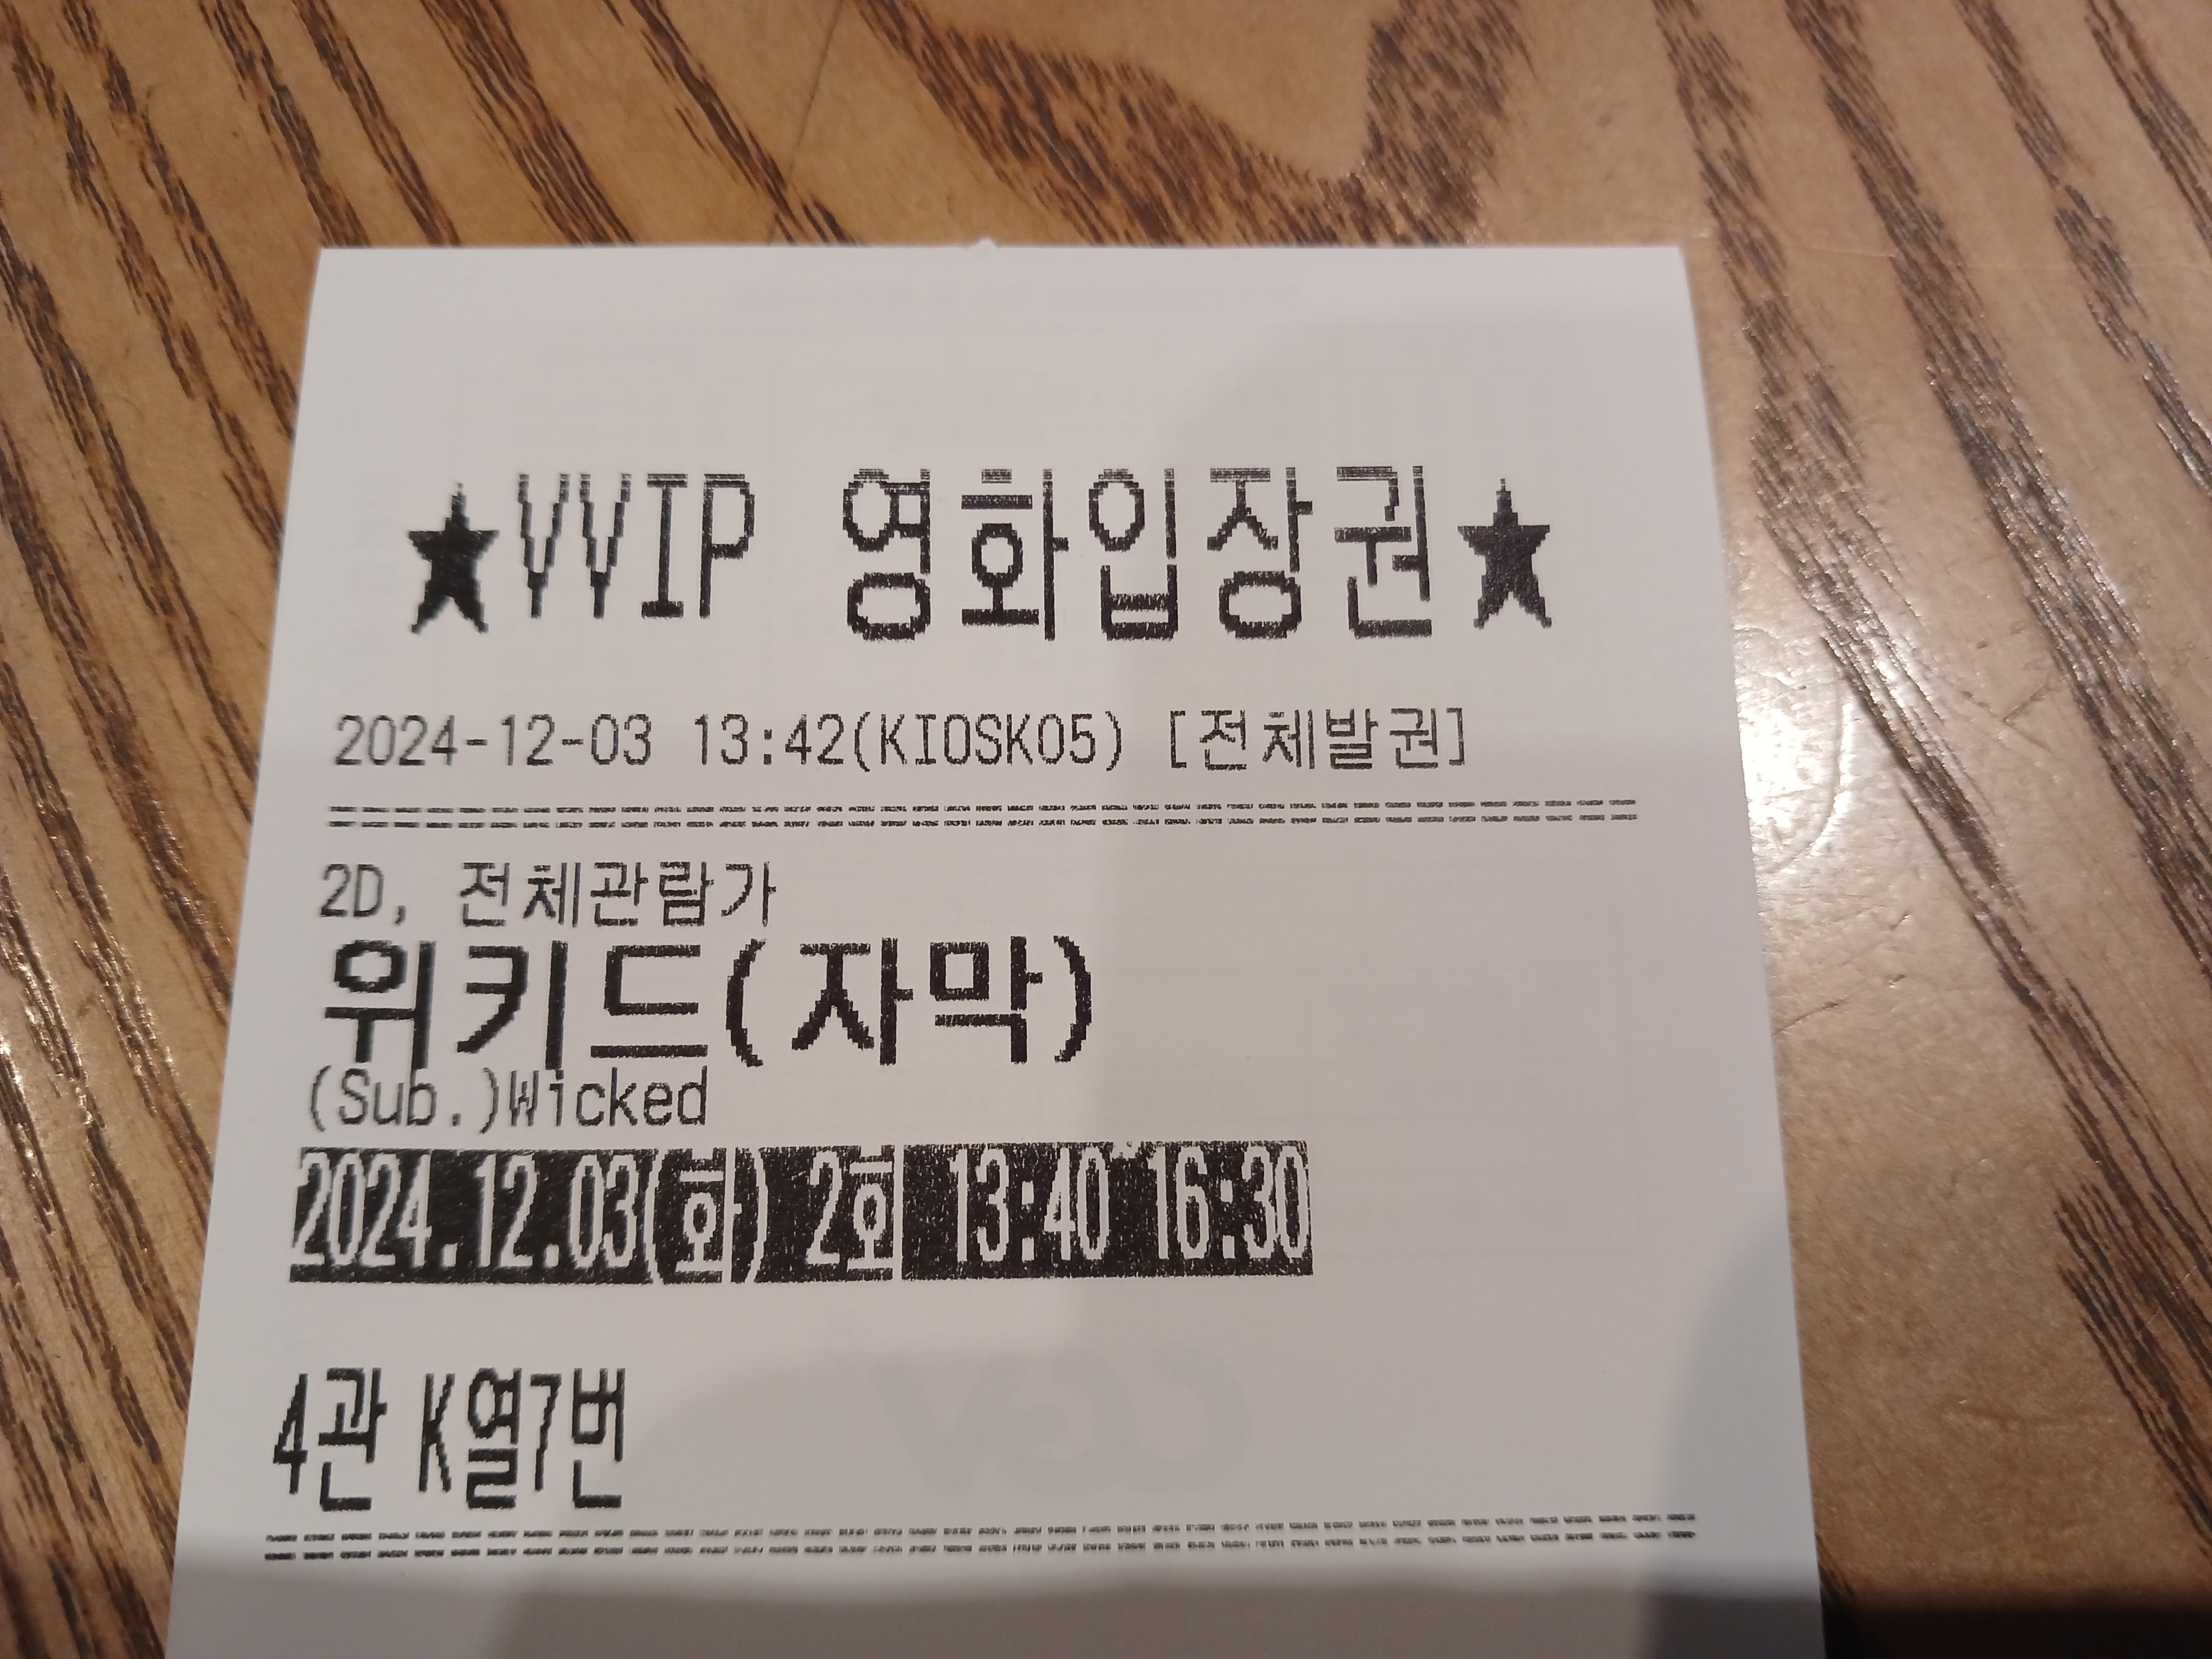 ★VVIP 영화입장권★
2024-12-03 13:42(KIOSK05) [전체발권]
2D, 전체관람가
위키드(자막)
(Sub.)Wicked
2024.12.03(화) 2회 13:40~16:30
4관 K열7번
CGV